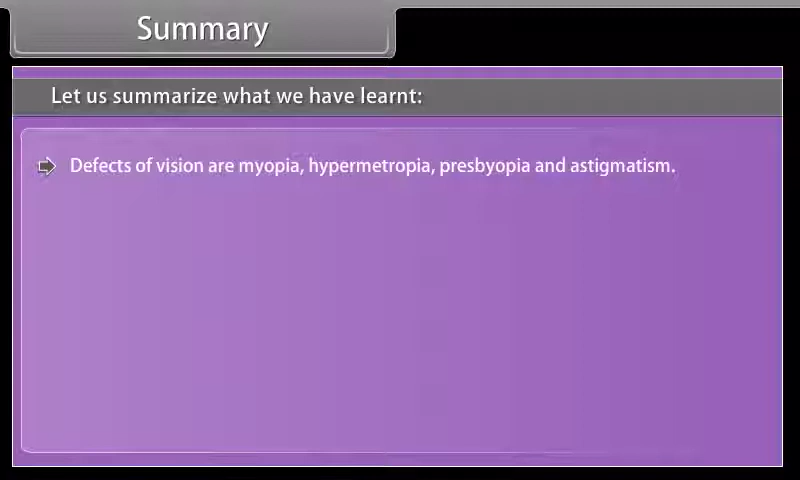 Summary
Let us summarize what we have learnt:
Defects of vision are myopia, hypermetropia, presbyopia and astigmatism.